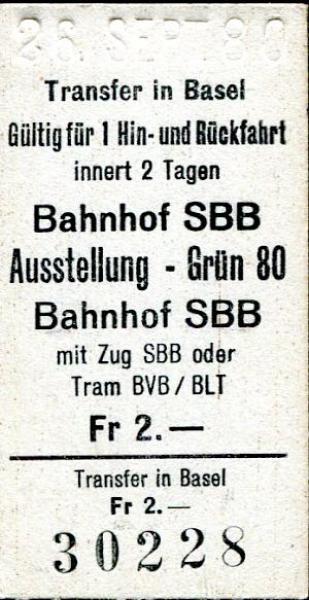 26. SEPT. 80
Transfer in Basel
Gültig für 1 Hin- und Rückfahrt
innert 2 Tagen
Bahnhof SBB
Ausstellung - Grün 80
Bahnhof SBB
mit Zug SBB oder
Tram BVB / BLT
Fr 2.—
Transfer in Basel
Fr 2.—
30228